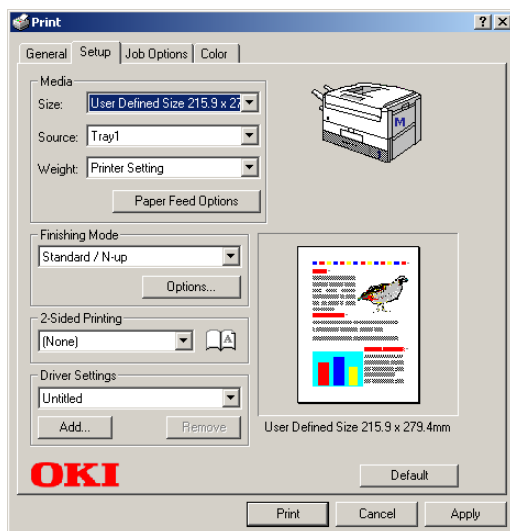 Print
General Setup Job Options Color
Media
Size: User Defined Size 215.9 x 27
Source: Tray1
Weight: Printer Setting
Paper Feed Options
M
1
Finishing Mode
Standard / N-up
Options...
2-Sided Printing
(None)
A
Driver Settings
Untitled
Add... Remove
User Defined Size 215.9 x 279.4mm
OKI
Default
Print Cancel Apply